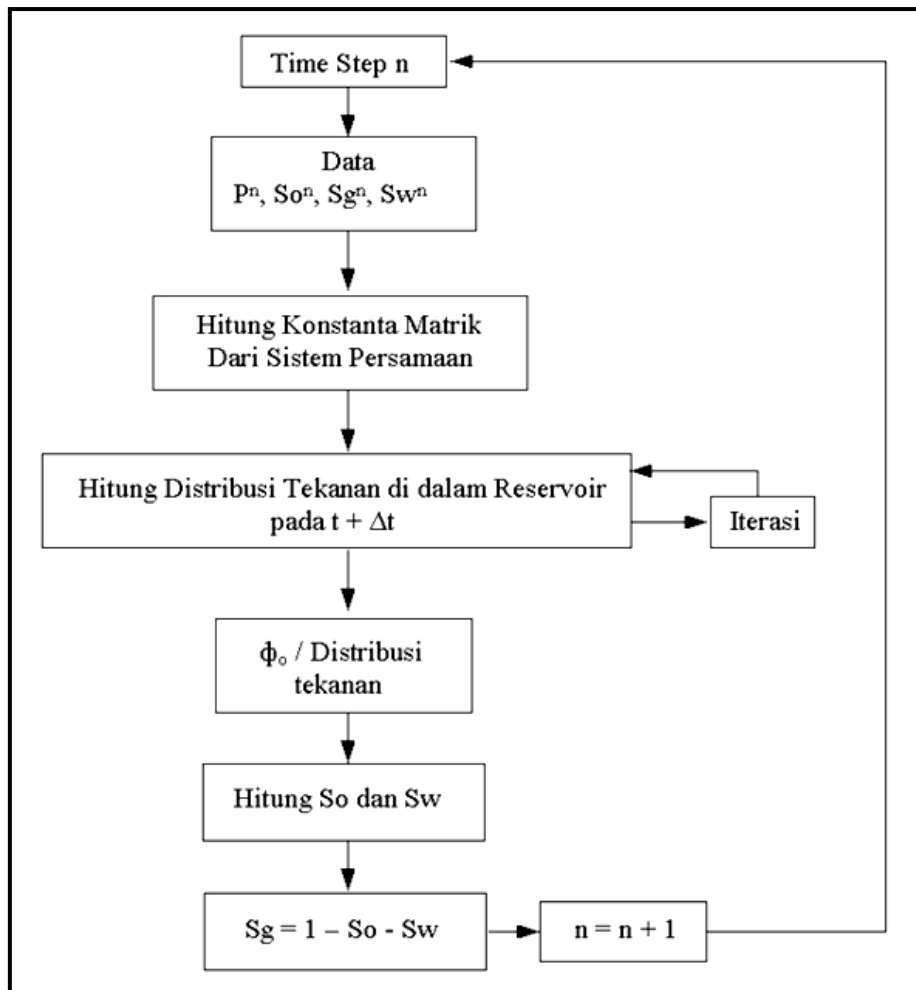 Time Step n
Data
Pⁿ, Soⁿ, Sgⁿ, Swⁿ
Hitung Konstanta Matrik
Dari Sistem Persamaan
Hitung Distribusi Tekanan di dalam Reservoir
pada t + Δt
Iterasi
ϕₒ / Distribusi
tekanan
Hitung So dan Sw
Sg = 1 – So - Sw
n = n + 1